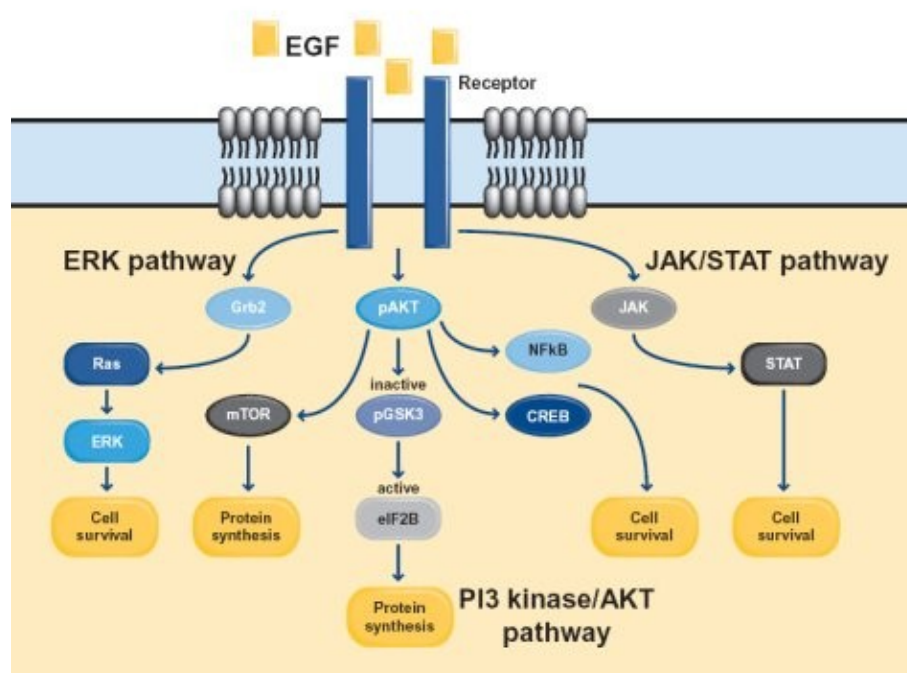 EGF
Receptor
ERK pathway
JAK/STAT pathway
Grb2
pAKT
JAK
NFkB
Ras
STAT
inactive
mTOR
pGSK3
CREB
ERK
active
eIF2B
Cell
survival
Protein
synthesis
Cell
survival
Cell
survival
Protein
synthesis
PI3 kinase/AKT
pathway